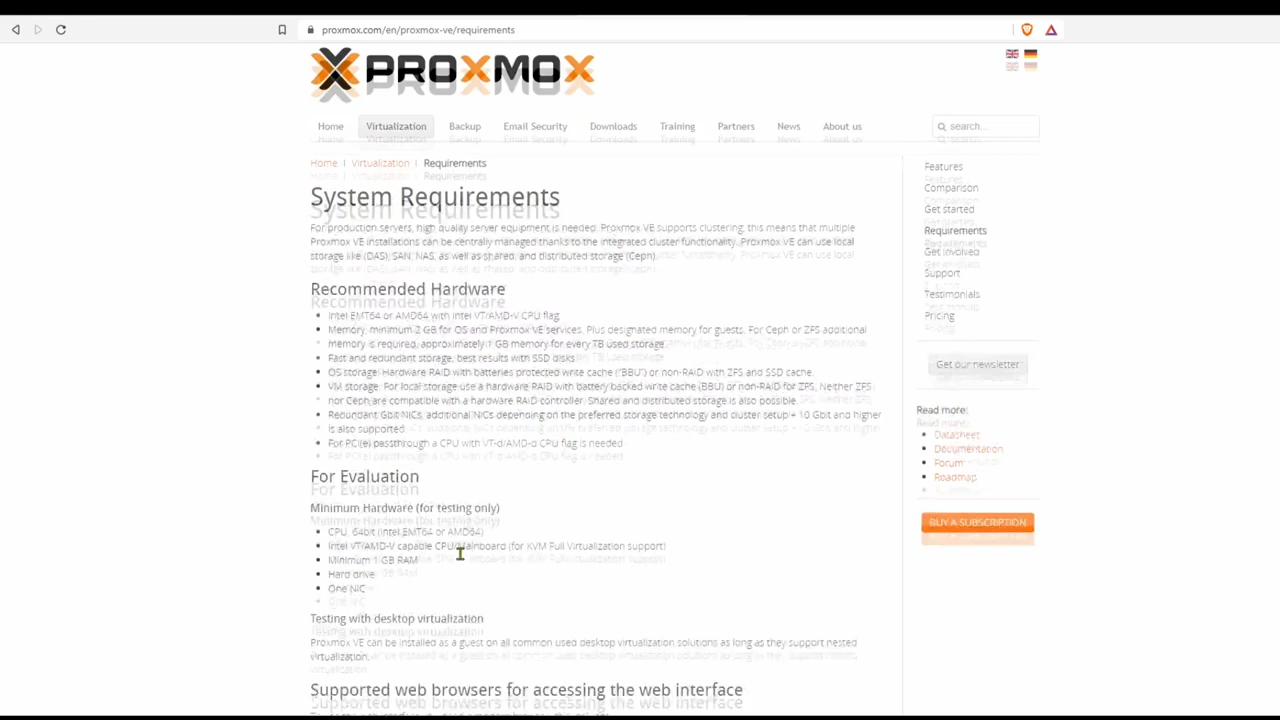 proxmox.com/en/proxmox-ve/requirements
PROXMOX
Home Virtualization Backup Email Security Downloads Training Partners News About us search...
Home | Virtualization | Requirements
System Requirements
For production servers, high quality server equipment is needed. Proxmox VE supports clustering, this means that multiple
Proxmox VE installations can be centrally managed thanks to the integrated cluster functionality. Proxmox VE can use local
storage like (DAS), SAN, NAS, as well as shared, and distributed storage (Ceph).
Recommended Hardware
Intel EMT64 or AMD64 with Intel VT/AMD-V CPU flag.
Memory, minimum 2 GB for OS and Proxmox VE services. Plus designated memory for guests. For Ceph or ZFS additional
memory is required, approximately 1 GB memory for every TB used storage.
Fast and redundant storage, best results with SSD disks.
OS storage: Hardware RAID with batteries protected write cache ("BBU") or non-RAID with ZFS and SSD cache.
VM storage: For local storage use a hardware RAID with battery backed write cache (BBU) or non-RAID for ZFS. Neither ZFS
nor Ceph are compatible with a hardware RAID controller. Shared and distributed storage is also possible.
Redundant Gbit NICs, additional NICs depending on the preferred storage technology and cluster setup – 10 Gbit and higher
is also supported.
For PCI(e) passthrough a CPU with VT-d/AMD-d CPU flag is needed.
For Evaluation
Minimum Hardware (for testing only)
CPU: 64bit (Intel EMT64 or AMD64)
Intel VT/AMD-V capable CPU/Mainboard (for KVM Full Virtualization support)
Minimum 1 GB RAM
Hard drive
One NIC
Testing with desktop virtualization
Proxmox VE can be installed as a guest on all common used desktop virtualization solutions as long as they support nested
virtualization.
Supported web browsers for accessing the web interface
Features
Comparison
Get started
Requirements
Get involved
Support
Testimonials
Pricing
Get our newsletter
Read more:
Datasheet
Documentation
Forum
Roadmap
BUY A SUBSCRIPTION